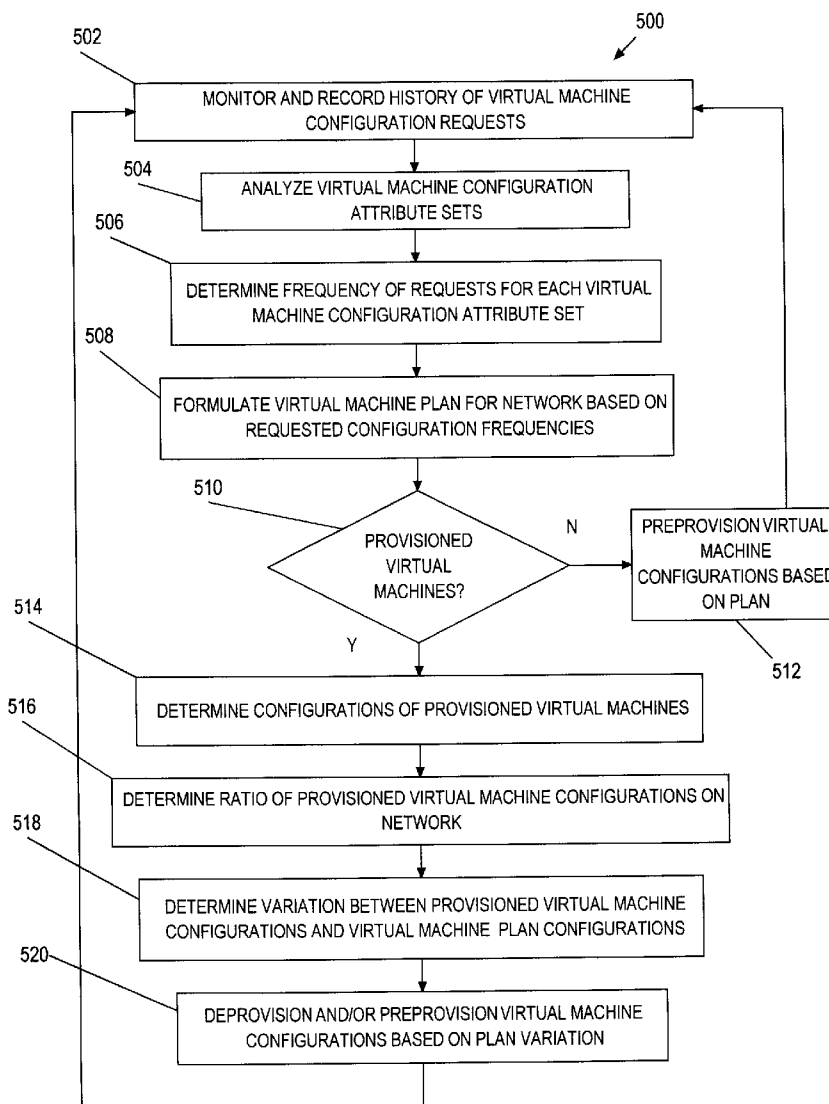 500
502
MONITOR AND RECORD HISTORY OF VIRTUAL MACHINE
CONFIGURATION REQUESTS
504
ANALYZE VIRTUAL MACHINE CONFIGURATION
ATTRIBUTE SETS
506
DETERMINE FREQUENCY OF REQUESTS FOR EACH VIRTUAL
MACHINE CONFIGURATION ATTRIBUTE SET
508
FORMULATE VIRTUAL MACHINE PLAN FOR NETWORK BASED ON
REQUESTED CONFIGURATION FREQUENCIES
510
PROVISIONED
VIRTUAL
MACHINES?
N
PREPROVISION VIRTUAL
MACHINE
CONFIGURATIONS BASED
ON PLAN
512
Y
514
DETERMINE CONFIGURATIONS OF PROVISIONED VIRTUAL MACHINES
516
DETERMINE RATIO OF PROVISIONED VIRTUAL MACHINE CONFIGURATIONS ON
NETWORK
518
DETERMINE VARIATION BETWEEN PROVISIONED VIRTUAL MACHINE
CONFIGURATIONS AND VIRTUAL MACHINE PLAN CONFIGURATIONS.
520
DEPROVISION AND/OR PREPROVISION VIRTUAL MACHINE
CONFIGURATIONS BASED ON PLAN VARIATION